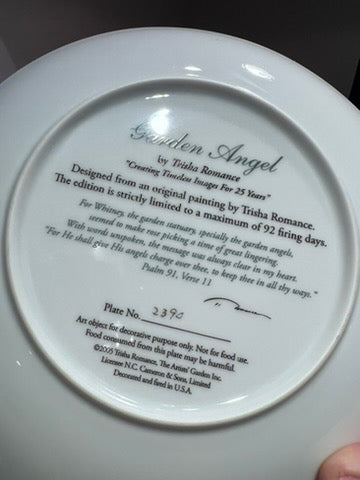 Garden Angel
by Trisha Romance
"Creating Timeless Images For 25 Years"
Designed from an original painting by Trisha Romance.
The edition is strictly limited to a maximum of 92 firing days.
For Whitney, the garden statuary, specially the garden angels,
seemed to make rose picking a time of great lingering.
With words unspoken, the message was always clear in my heart.
"For He shall give His angels charge over thee, to keep thee in all thy ways."
Psalm 91, Verse 11
Plate No. 2390
Art object for decorative purpose only. Not for food use.
Food consumed from this plate may be harmful.
©2005 Trisha Romance, The Artists' Garden Inc.
Licensee N.C. Cameron & Sons, Limited
Decorated and fired in U.S.A.